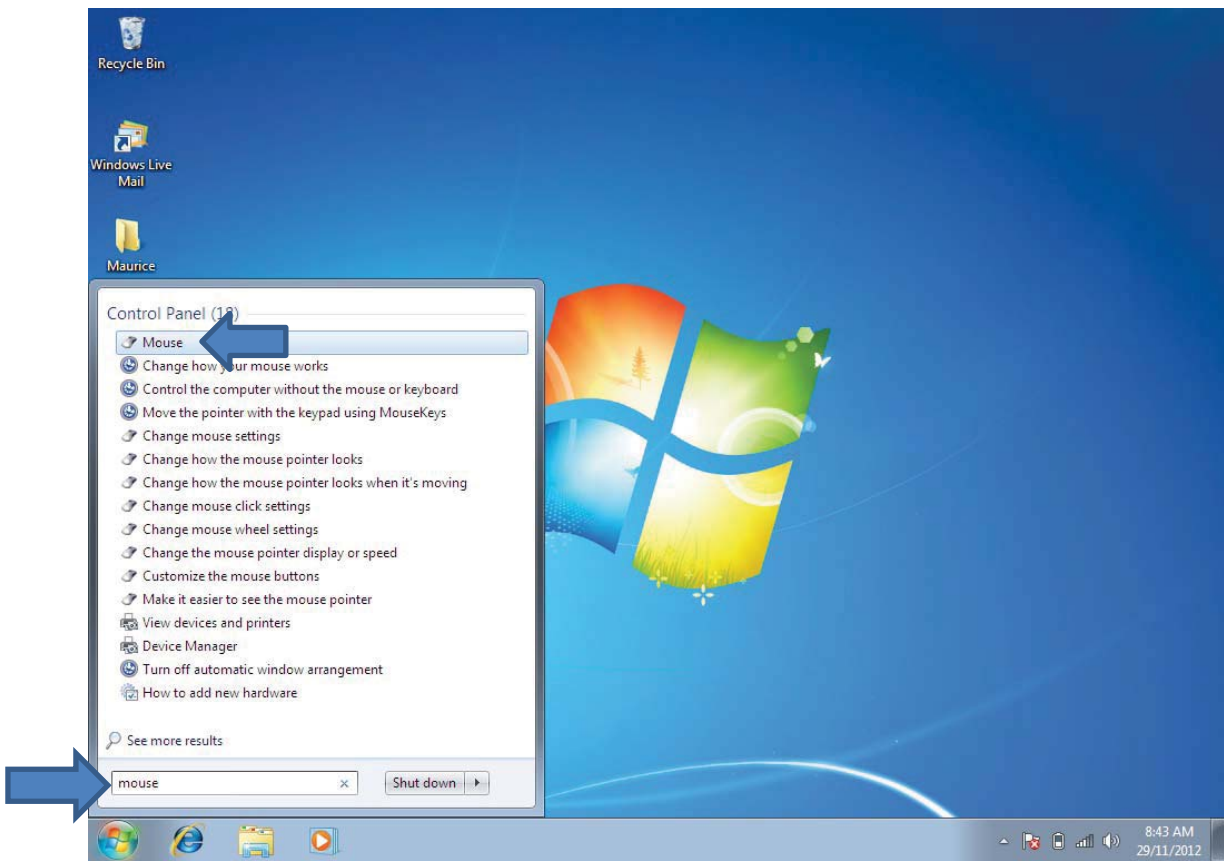 Recycle Bin
Windows Live
Mail
Maurice
Control Panel (18)
Mouse
Change how your mouse works
Control the computer without the mouse or keyboard
Move the pointer with the keypad using MouseKeys
Change mouse settings
Change how the mouse pointer looks
Change how the mouse pointer looks when it's moving
Change mouse click settings
Change mouse wheel settings
Change the mouse pointer display or speed
Customize the mouse buttons
Make it easier to see the mouse pointer
View devices and printers
Device Manager
Turn off automatic window arrangement
How to add new hardware
See more results
mouse
Shut down
8:43 AM
29/11/2012